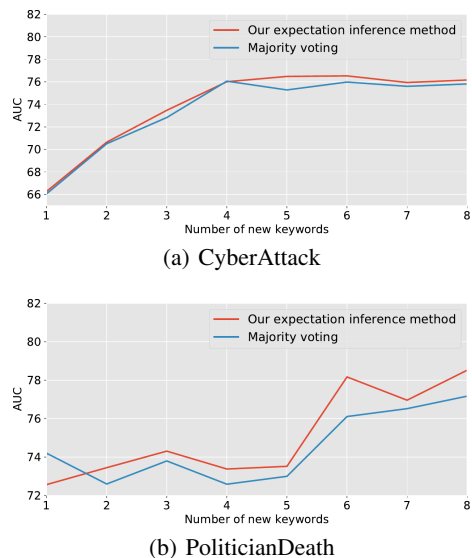 82
80
78
76
74
72
70
68
66
AUC
Our expectation inference method
Majority voting
1 2 3 4 5 6 7 8
Number of new keywords
(a) CyberAttack
82
80
78
76
74
72
AUC
Our expectation inference method
Majority voting
1 2 3 4 5 6 7 8
Number of new keywords
(b) PoliticianDeath